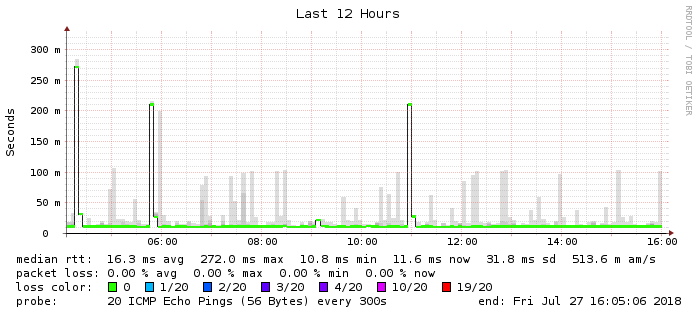 Last 12 Hours
RRDTOOL / TOBI OETIKER
Seconds
300 m
250 m
200 m
150 m
100 m
50 m
0
06:00 08:00 10:00 12:00 14:00 16:00
median rtt: 16.3 ms avg 272.0 ms max 10.8 ms min 11.6 ms now 31.8 ms sd 513.6 m am/s
packet loss: 0.00 % avg 0.00 % max 0.00 % min 0.00 % now
loss color: 0 1/20 2/20 3/20 4/20 10/20 19/20
probe: 20 ICMP Echo Pings (56 Bytes) every 300s end: Fri Jul 27 16:05:06 2018